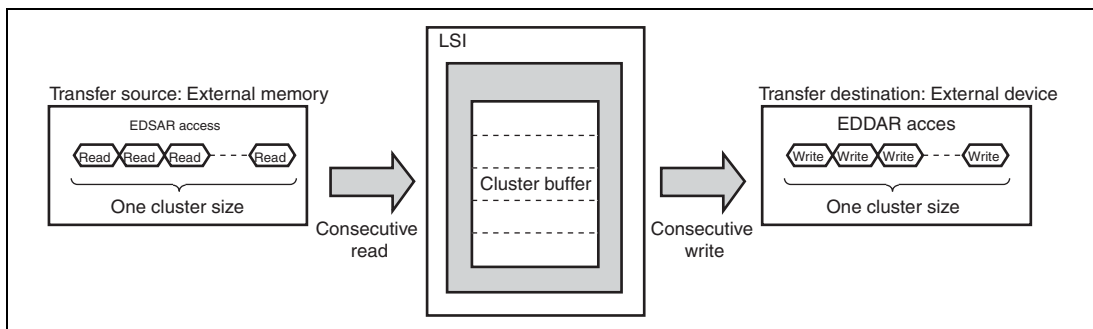 LSI
Transfer source: External memory
EDSAR access
Read Read Read Read
One cluster size
Consecutive
read
Cluster buffer
Consecutive
write
Transfer destination: External device
EDDAR acces
Write Write Write Write
One cluster size